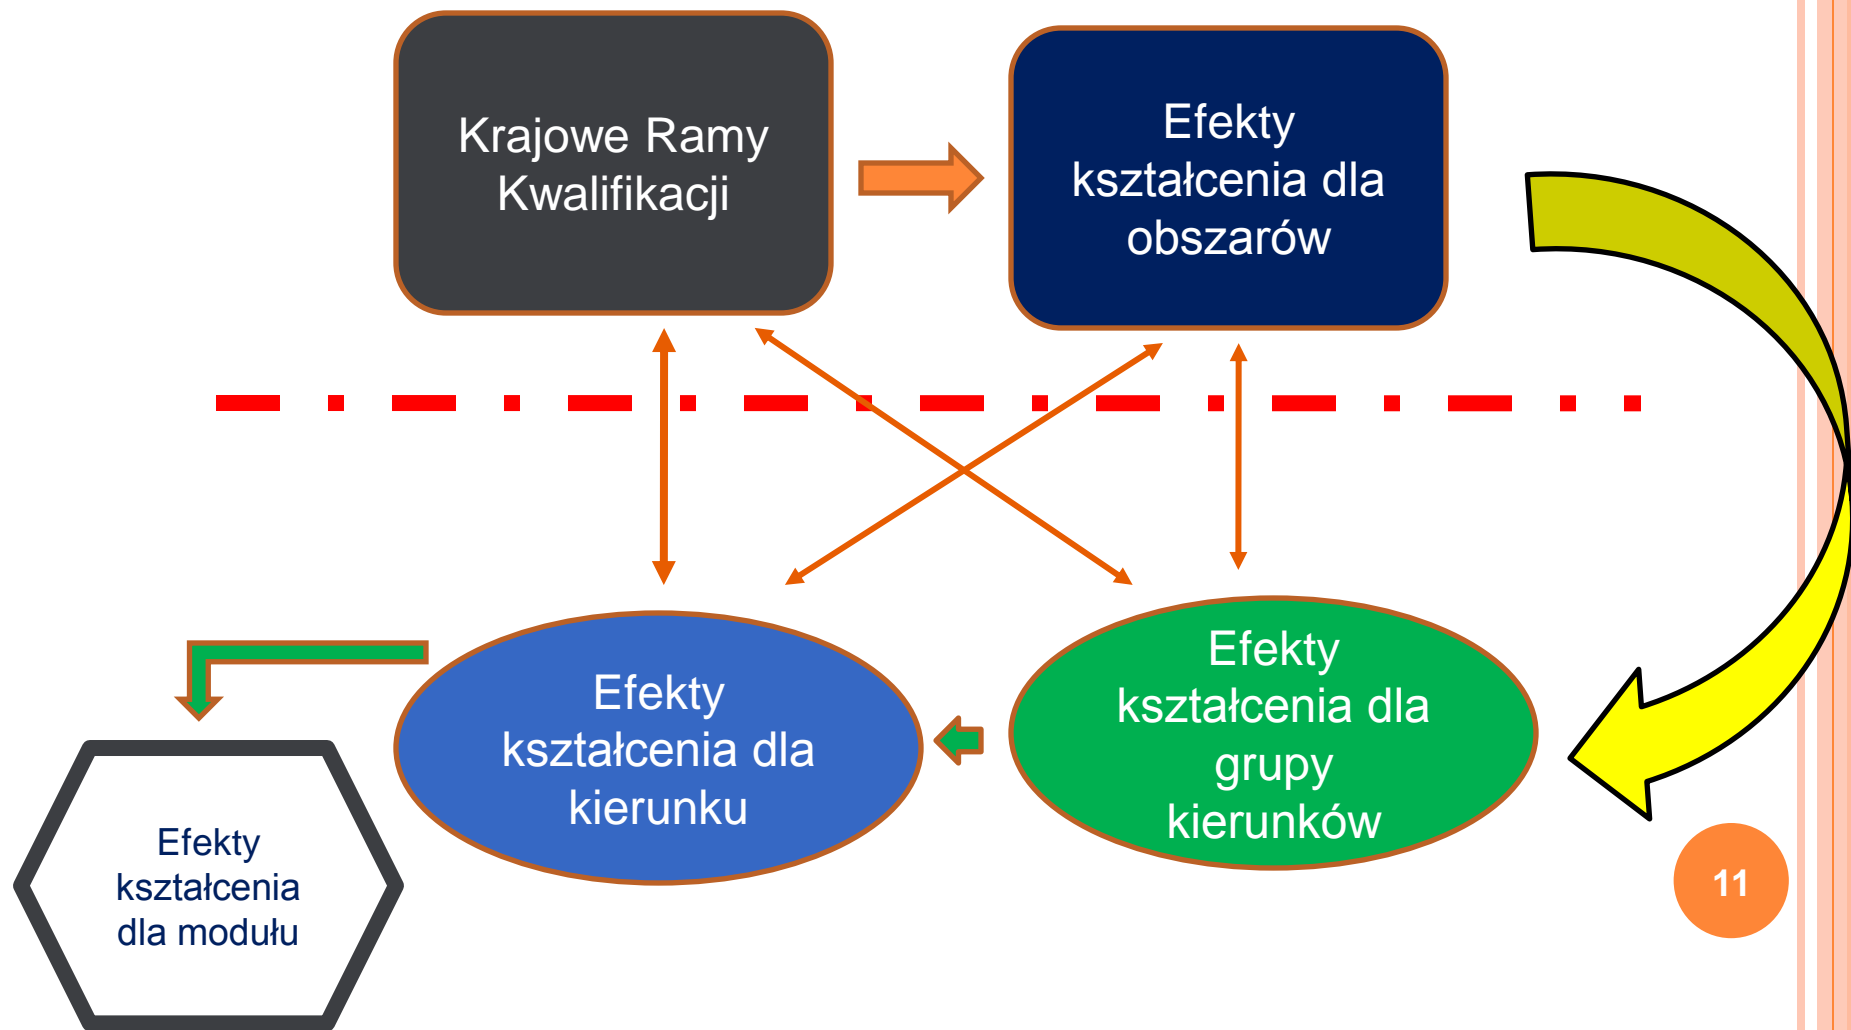 Krajowe Ramy
Kwalifikacji
Efekty
kształcenia dla
obszarów
Efekty
kształcenia dla
kierunku
Efekty
kształcenia dla
grupy
kierunków
Efekty
kształcenia
dla modułu
11